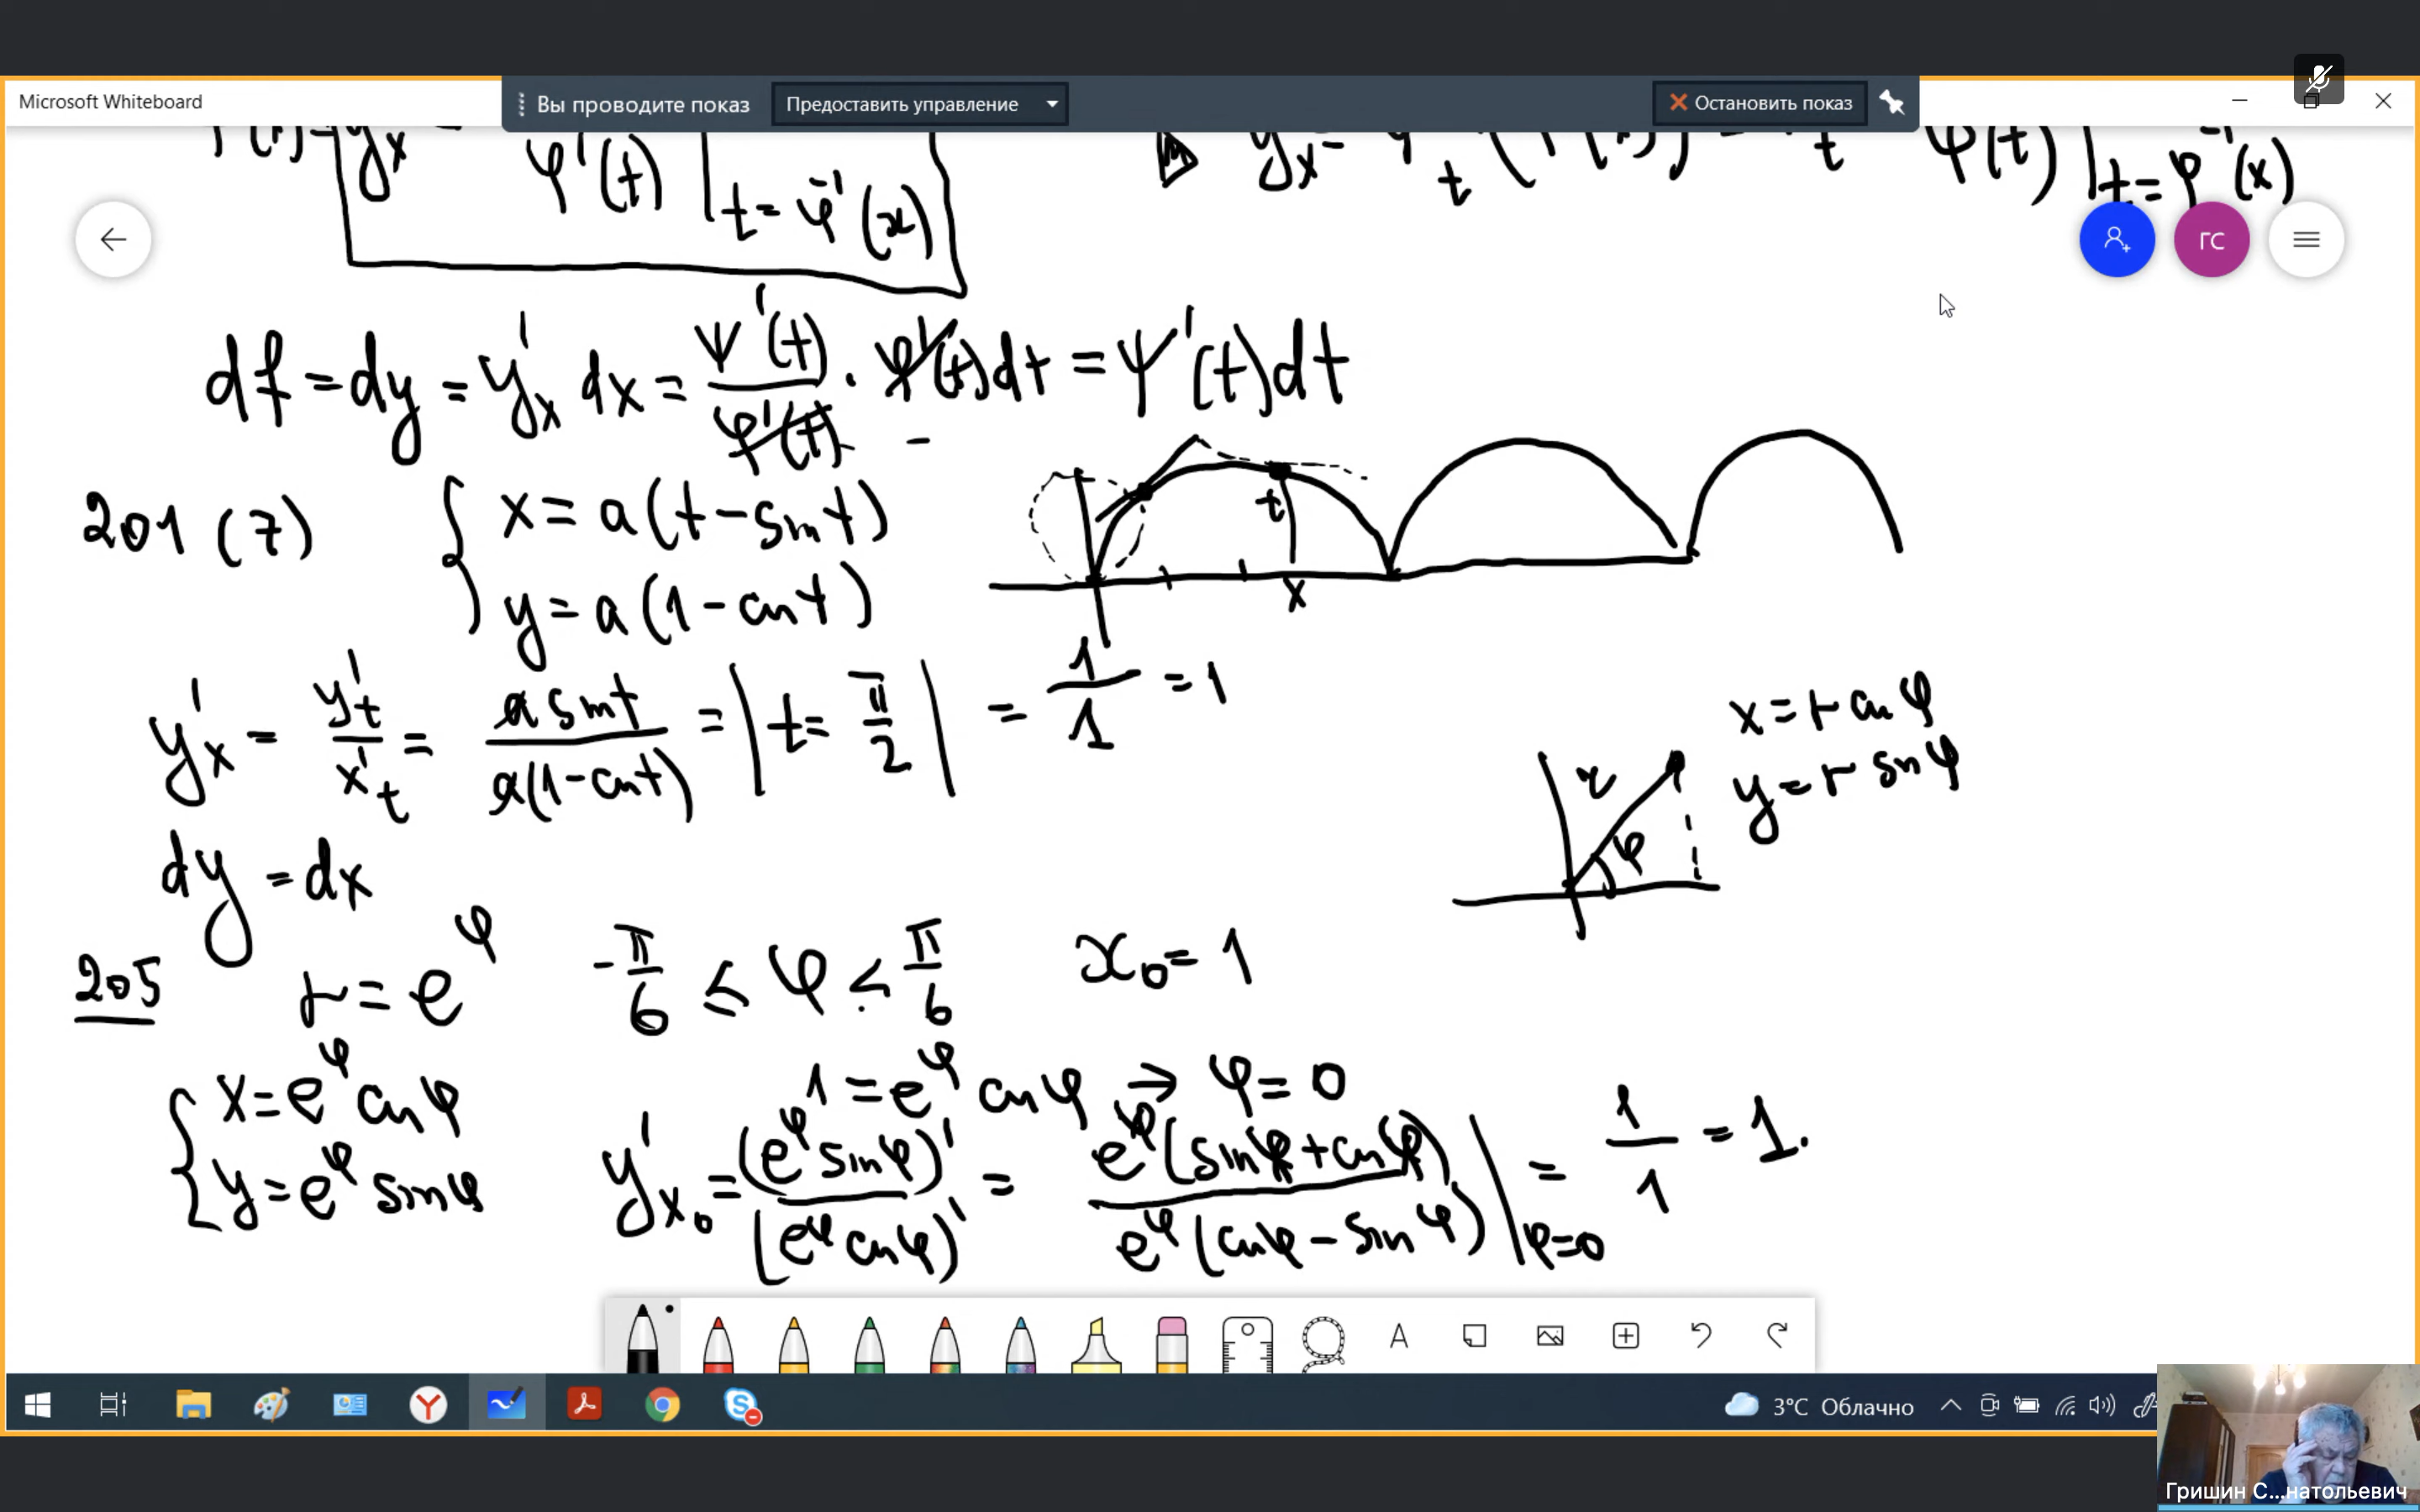 Microsoft Whiteboard
Вы проводите показ
Предоставить управление
Остановить показ
φ'(t) | t = φ⁻¹(x)
φ(t) | t = φ⁻¹(x)
ГС
df = dy = y'x dx = ψ'(t) / φ'(t) · φ'(t) dt = ψ'(t) dt
201 (7) { x = a(t - sin t)
y = a(1 - cos t)
t
x
y'x = y't / x't = a sin t / a(1 - cos t) = | t = π/2 | = 1/1 = 1
x = r cos φ
y = r sin φ
r
φ
dy = dx
205 r = e^φ -π/6 ≤ φ ≤ π/6 x₀ = 1
{ x = e^φ cos φ 1 = e^φ cos φ → φ = 0
y = e^φ sin φ y'x₀ = (e^φ sin φ)' / (e^φ cos φ)' = e^φ (sin φ + cos φ) / e^φ (cos φ - sin φ) | φ=0 = 1/1 = 1.
3°C Облачно
Гришин С...натольевич